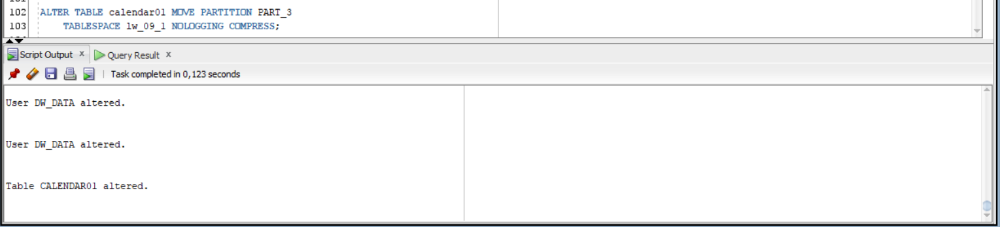 102 ALTER TABLE calendar01 MOVE PARTITION PART_3
103 TABLESPACE lw_09_1 NOLOGGING COMPRESS;
Script Output x Query Result x
Task completed in 0,123 seconds
User DW_DATA altered.
User DW_DATA altered.
Table CALENDAR01 altered.